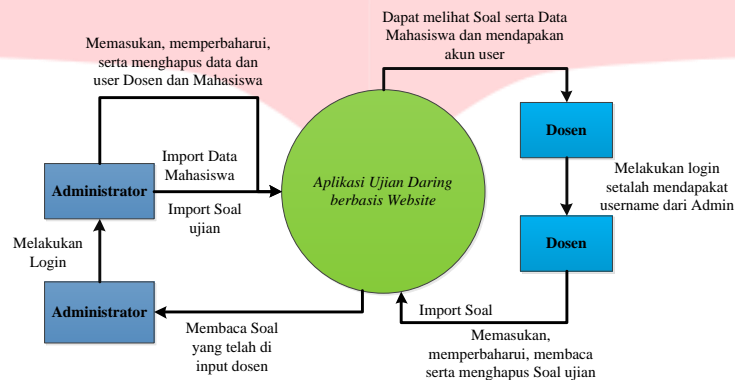 Dapat melihat Soal serta Data
Mahasiswa dan mendapakan
akun user
Memasukan, memperbaharui,
serta menghapus data dan
user Dosen dan Mahasiswa
Dosen
Import Data
Mahasiswa
Administrator
Import Soal
ujian
Aplikasi Ujian Daring
berbasis Website
Melakukan login
setalah mendapakat
username dari Admin
Melakukan
Login
Dosen
Administrator
Import Soal
Membaca Soal
yang telah di
input dosen
Memasukan,
memperbaharui, membaca
serta menghapus Soal ujian